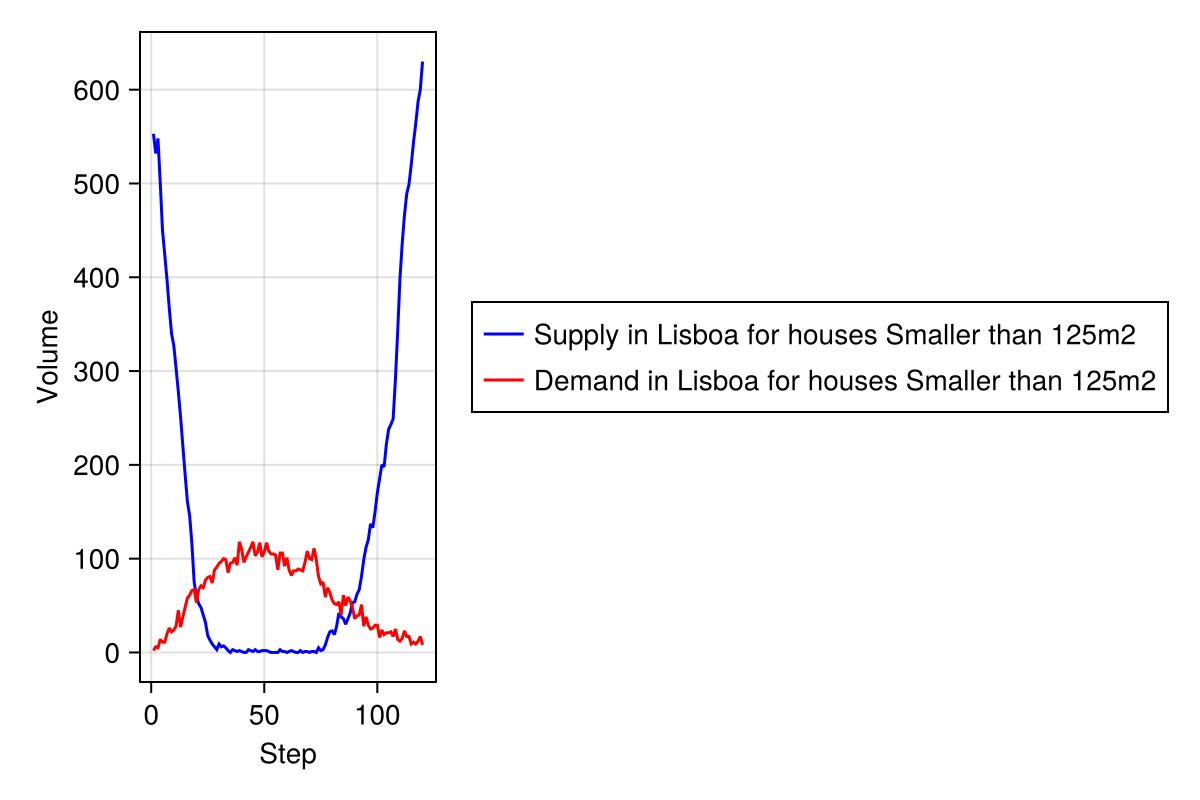 600
500
400
300
200
100
0
Volume
0 50 100
Step
Supply in Lisboa for houses Smaller than 125m2
Demand in Lisboa for houses Smaller than 125m2